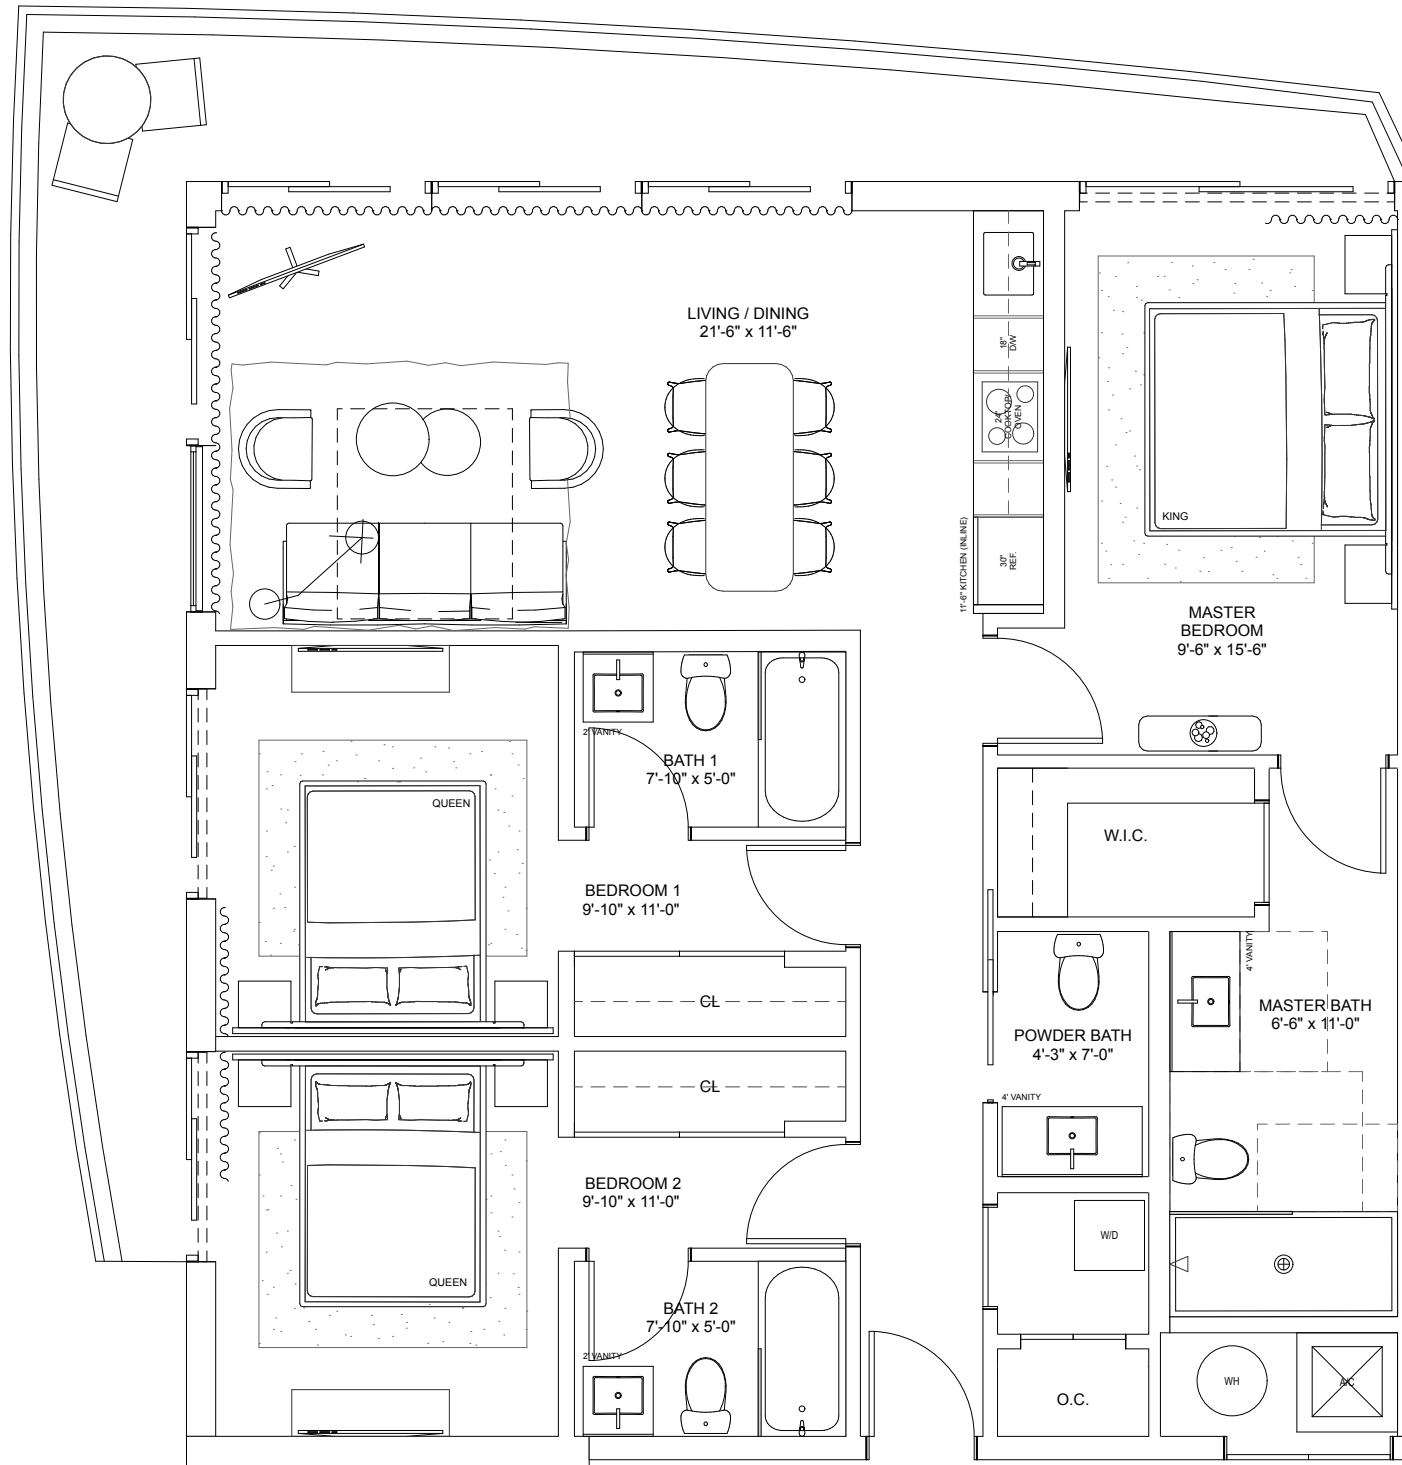 LIVING / DINING
21'-6" x 11'-6"
18"
D/W
24"
COOKTOP/
OVEN
30"
REF.
11'-6" KITCHEN (INLINE)
KING
MASTER
BEDROOM
9'-6" x 15'-6"
2' VANITY
BATH 1
7'-10" x 5'-0"
QUEEN
BEDROOM 1
9'-10" x 11'-0"
W.I.C.
CL
4' VANITY
MASTER BATH
6'-6" x 11'-0"
POWDER BATH
4'-3" x 7'-0"
4' VANITY
CL
BEDROOM 2
9'-10" x 11'-0"
QUEEN
W/D
BATH 2
7'-10" x 5'-0"
2' VANITY
O.C.
WH
A/C